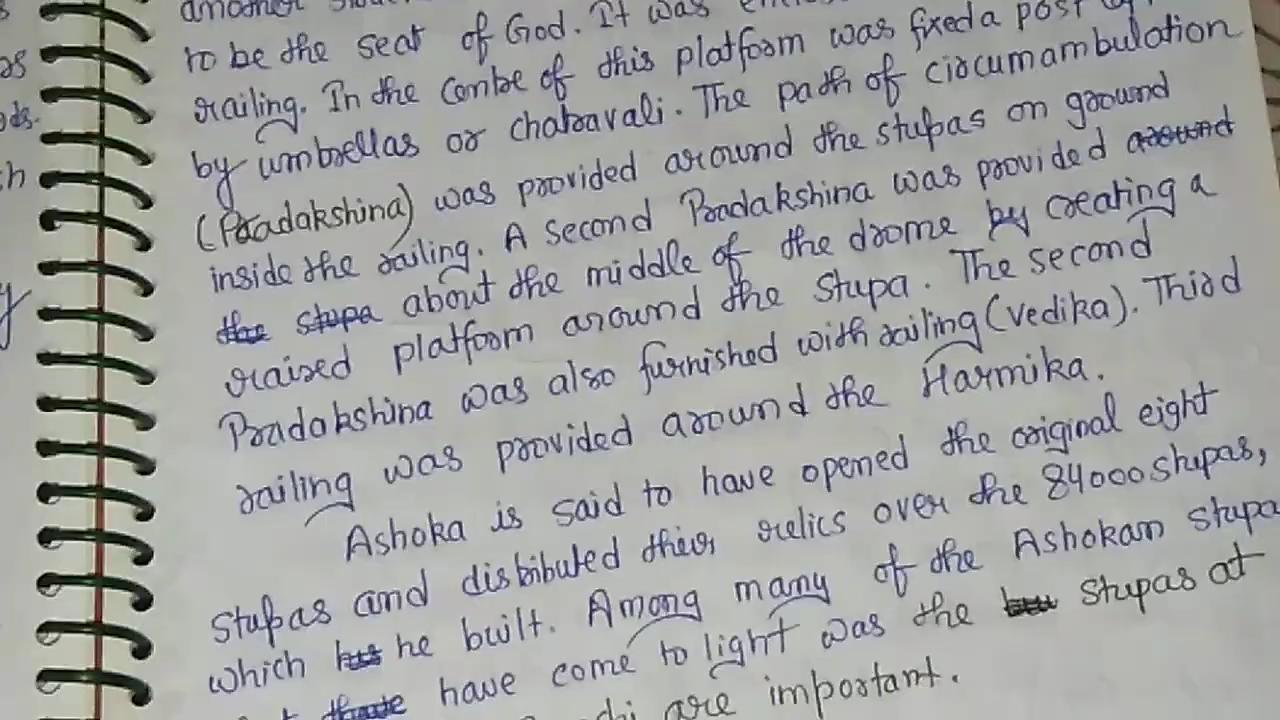 to be the seat of God. It was
railing. In the centre of this platform was fixed a post
by umbrellas or chatravali. The path of circumambulation
(Pradakshina) was provided around the stupas on ground
inside the railing. A second Pradakshina was provided around
the stupa about the middle of the drome by creating a
raised platform around the stupa. The second
Pradakshina was also furnished with railing (vedika). Third
railing was provided around the Harmika.
Ashoka is said to have opened the original eight
stupas and distributed their relics over the 84000 stupas,
which has he built. Among many of the Ashokan stupa
have come to light was the stupas at
are important.